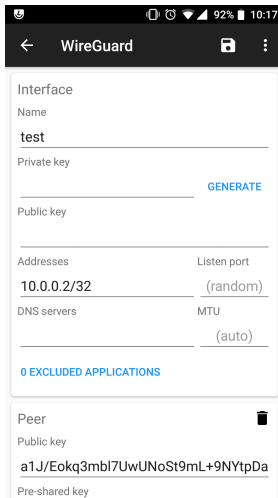 92% 10:17
WireGuard
Interface
Name
test
Private key
GENERATE
Public key
Addresses Listen port
10.0.0.2/32 (random)
DNS servers MTU
(auto)
0 EXCLUDED APPLICATIONS
Peer
Public key
a1J/Eokq3mbl7UwUNoSt9mL+9NYtpDa
Pre-shared key